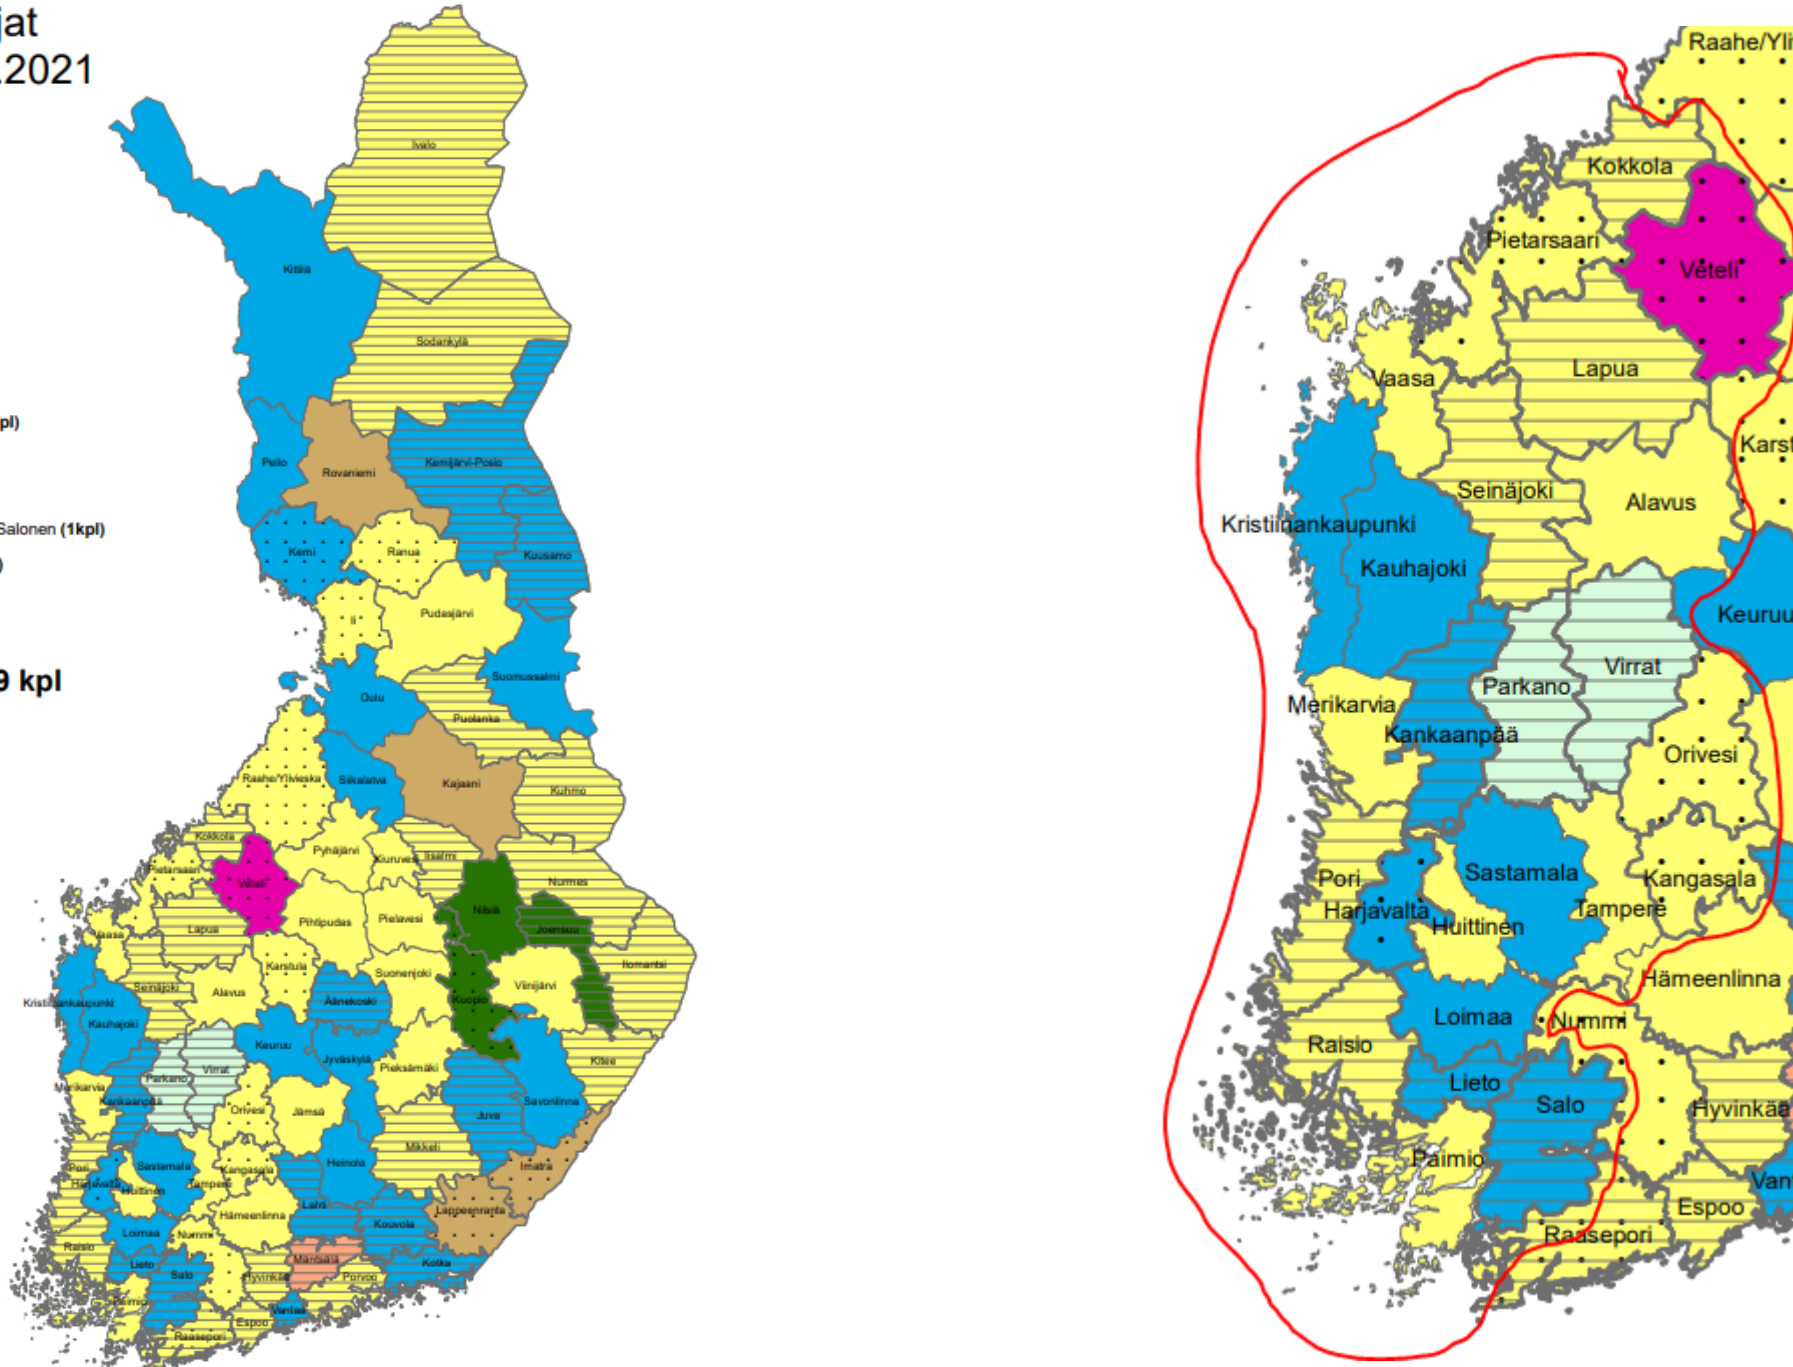 jat
.2021
pl)
Salonen (1kpl)
)
9 kpl
Ivalo
Kittilä
Sodankylä
Pello
Rovaniemi
Kemijärvi-Posio
Kemi
Ranua
Kuusamo
Ii
Pudasjärvi
Suomussalmi
Oulu
Puolanka
Raahe/Ylivieska
Siikalatva
Kajaani
Kuhmo
Kokkola
Pyhäjärvi
Kiuruvesi
Iisalmi
Pietarsaari
Veteli
Nurmes
Nilsiä
Pihtipudas
Pielavesi
Vaasa
Lapua
Joensuu
Karstula
Suonenjoki
Ilomantsi
Seinäjoki
Alavus
Viinijärvi
Kristiinankaupunki
Äänekoski
Kuopio
Kauhajoki
Keuruu
Jyväskylä
Kitee
Pieksämäki
Parkano
Virrat
Merikarvia
Kankaanpää
Orivesi
Jämsä
Juva
Savonlinna
Mikkeli
Pori
Sastamala
Kangasala
Heinola
Imatra
Harjavalta
Huittinen
Tampere
Hämeenlinna
Lahti
Kouvola
Lappeenranta
Loimaa
Nummi
Raisio
Lieto
Salo
Hyvinkää
Mäntsälä
Porvoo
Kotka
Paimio
Vantaa
Espoo
Raasepori
Raahe/Yli
Kokkola
Pietarsaari
Veteli
Lapua
Vaasa
Karst
Seinäjoki
Alavus
Kristiinankaupunki
Kauhajoki
Keuruu
Virrat
Parkano
Merikarvia
Kankaanpää
Orivesi
Sastamala
Pori
Kangasala
Harjavalta
Tampere
Huittinen
Hämeenlinna
Loimaa
Nummi
Raisio
Lieto
Salo
Hyvinkää
Paimio
Van
Espoo
Raasepori